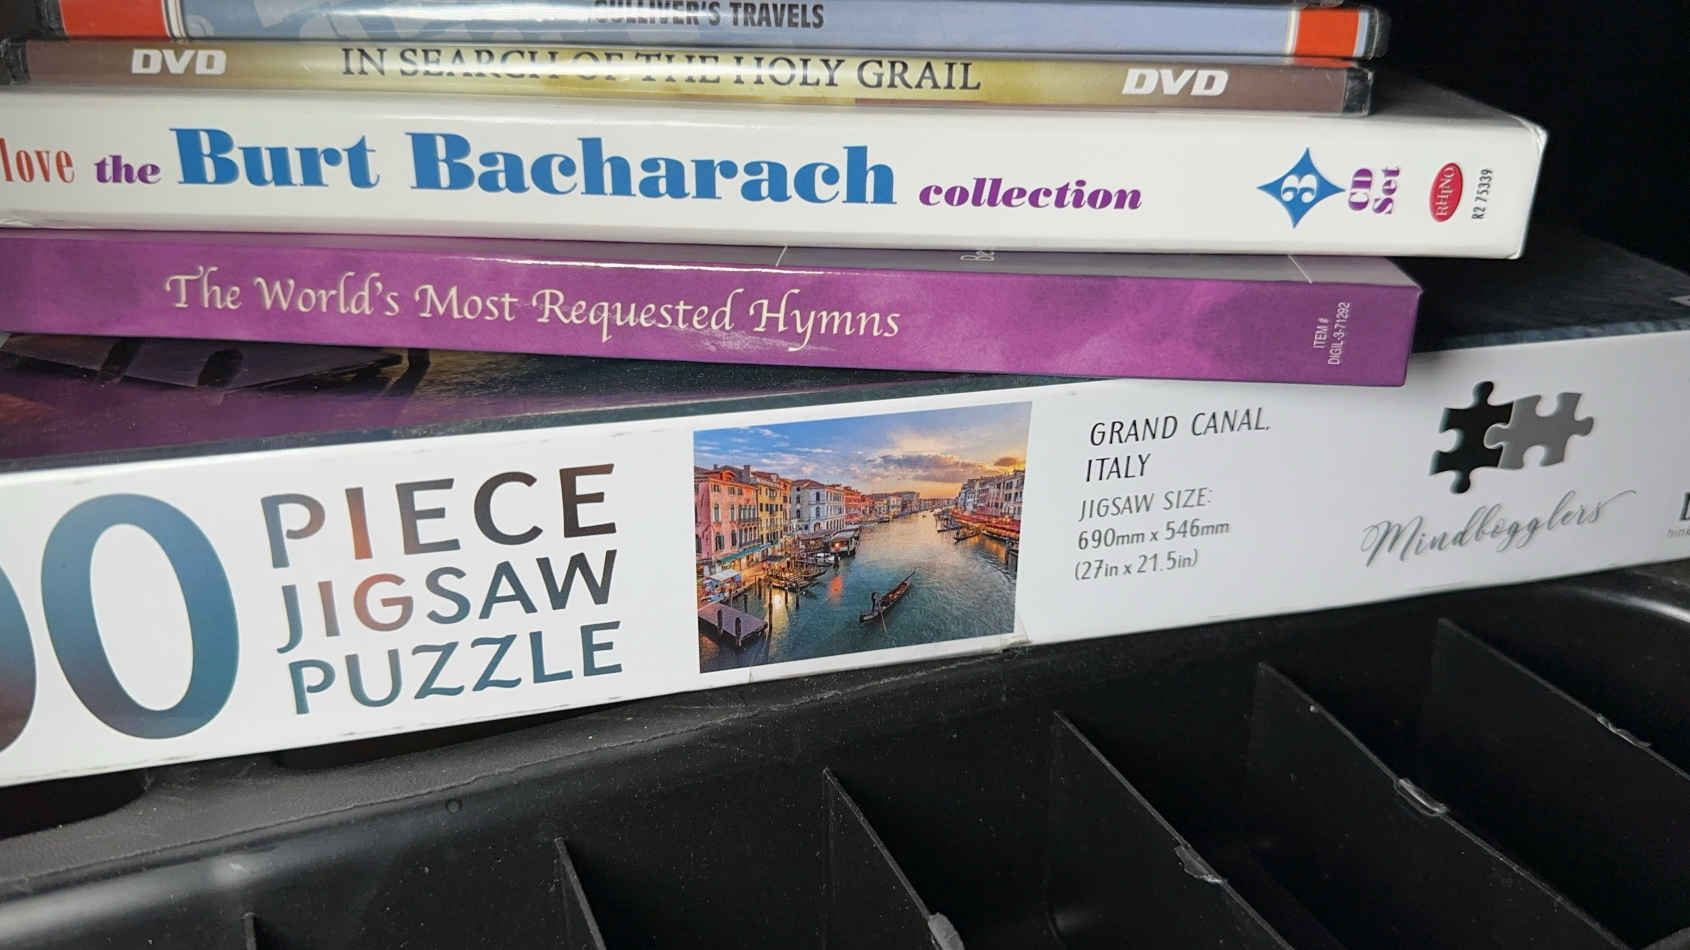 GULLIVER'S TRAVELS
DVD IN SEARCH OF THE HOLY GRAIL DVD
love the Burt Bacharach collection 3 CD Set RHINO R2 75339
The World's Most Requested Hymns ITEM # DIGIL-3-71292
PIECE
JIGSAW
PUZZLE
GRAND CANAL,
ITALY
JIGSAW SIZE:
690mm x 546mm
(27in x 21.5in)
Mindbogglers